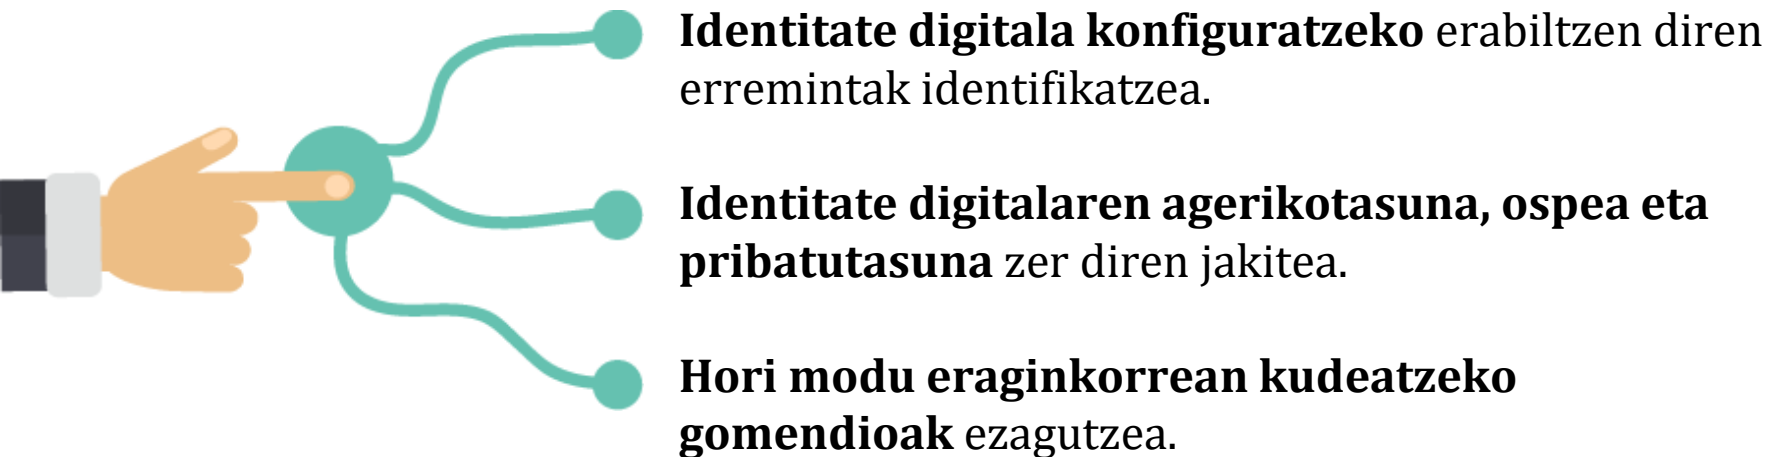 Identitate digitala konfiguratzeko erabiltzen diren
erremintak identifikatzea.
Identitate digitalaren agerikotasuna, ospea eta
pribatutasuna zer diren jakitea.
Hori modu eraginkorrean kudeatzeko
gomendioak ezagutzea.